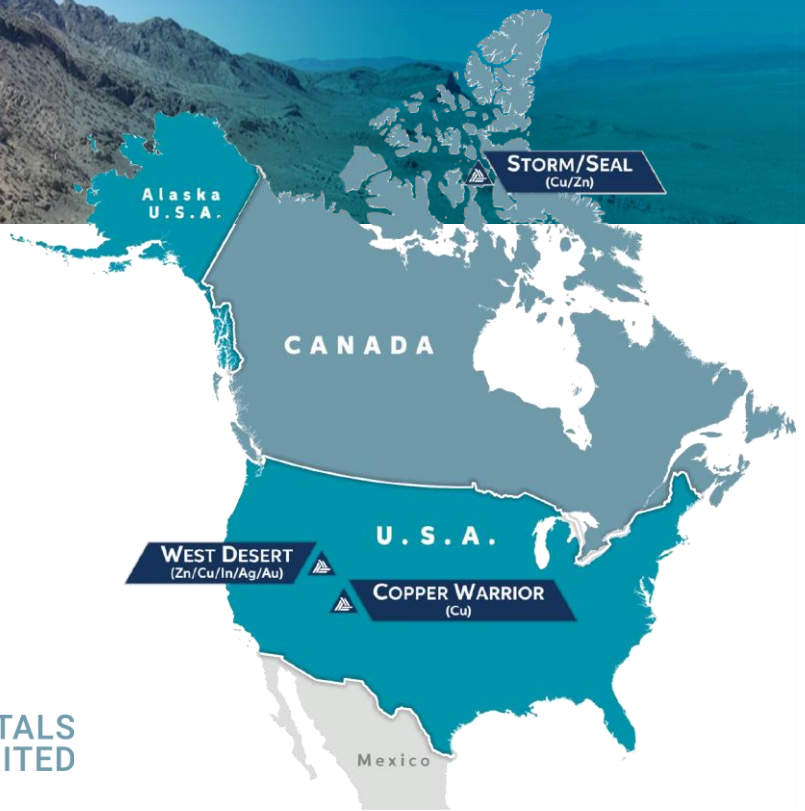 STORM/SEAL
(Cu/Zn)
Alaska
U.S.A.
CANADA
U.S.A.
WEST DESERT
(Zn/Cu/In/Ag/Au)
COPPER WARRIOR
(Cu)
TALS
ITED
Mexico